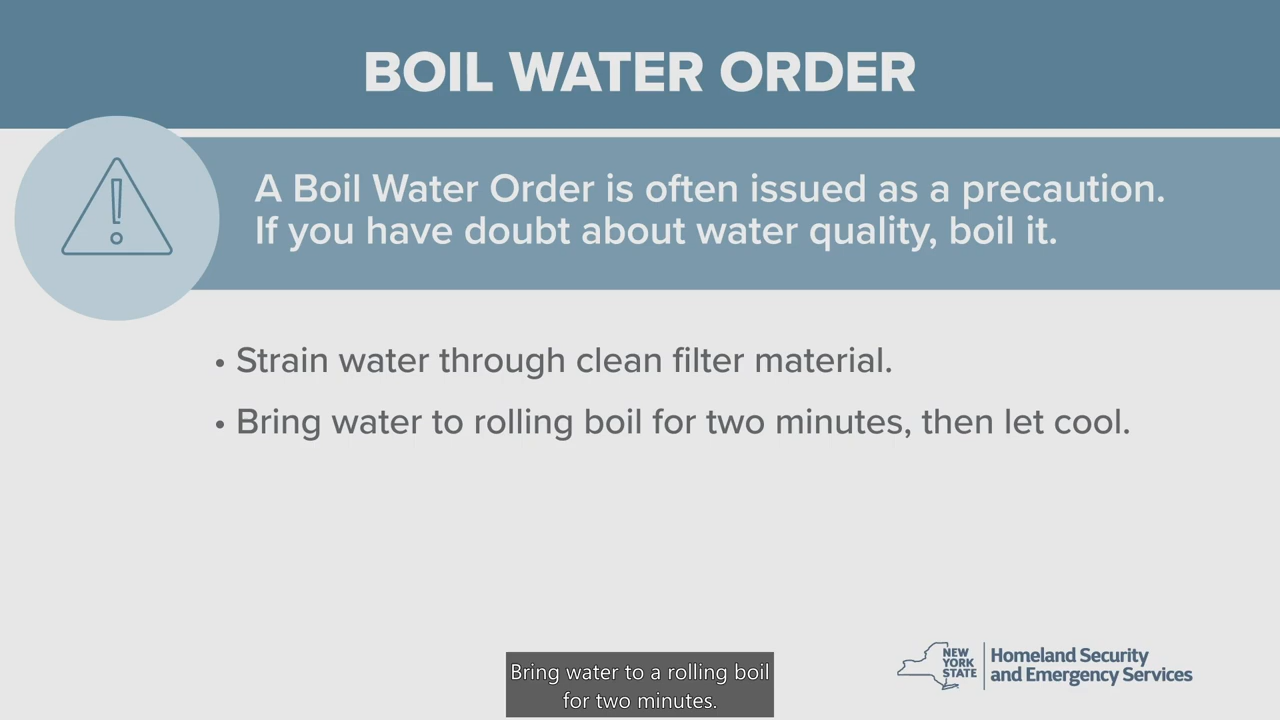 BOIL WATER ORDER
A Boil Water Order is often issued as a precaution.
If you have doubt about water quality, boil it.
• Strain water through clean filter material.
• Bring water to rolling boil for two minutes, then let cool.
Bring water to a rolling boil
for two minutes.
NEW
YORK
STATE
Homeland Security
and Emergency Services